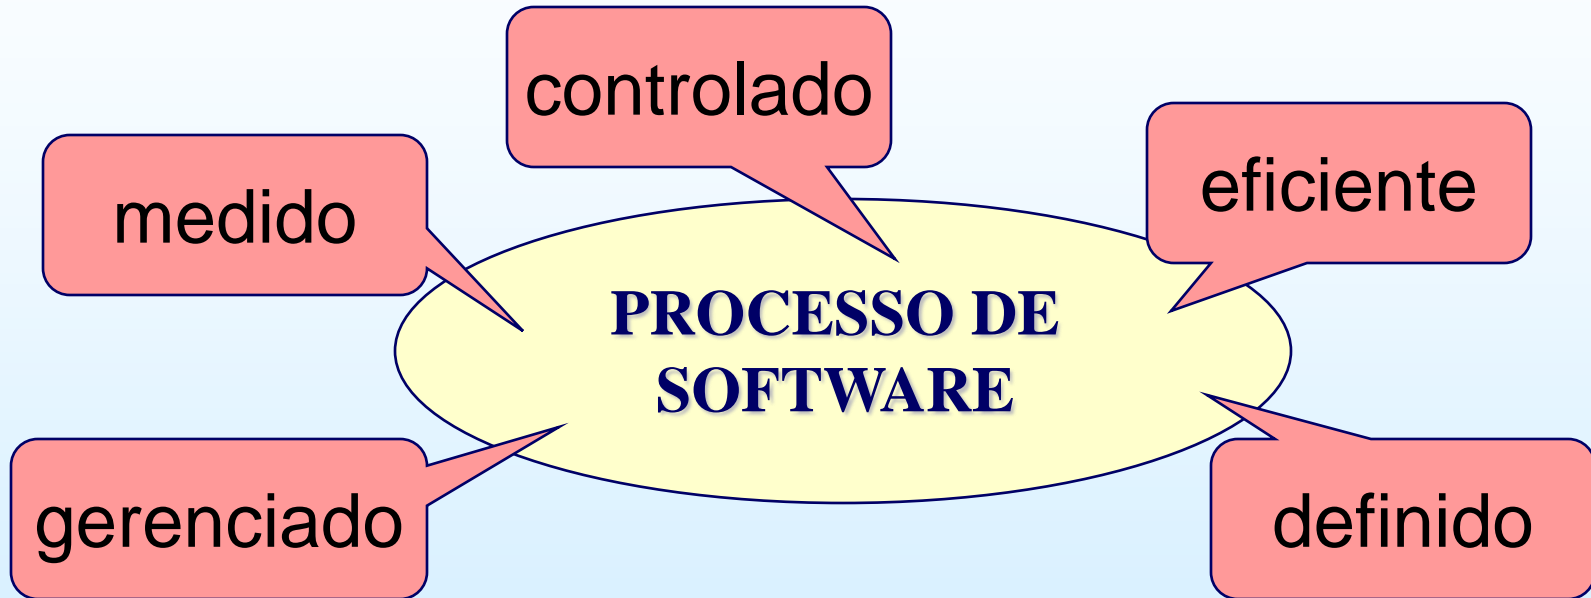 controlado
eficiente
medido
PROCESSO DE
SOFTWARE
gerenciado
definido